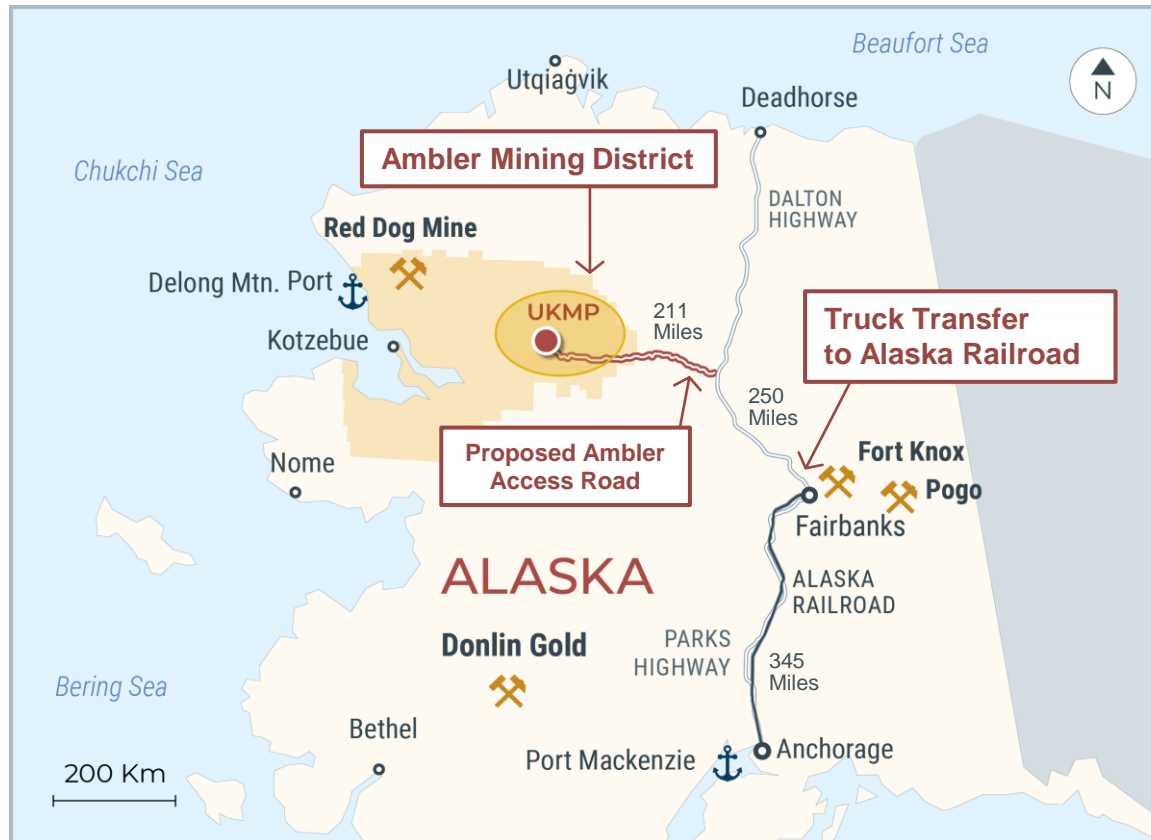 Beaufort Sea
N
Utqiaġvik
Deadhorse
Ambler Mining District
Chukchi Sea
DALTON
HIGHWAY
Red Dog Mine
Delong Mtn. Port
UKMP
211
Miles
Kotzebue
Truck Transfer
to Alaska Railroad
250
Miles
Proposed Ambler
Access Road
Fort Knox
Pogo
Nome
Fairbanks
ALASKA
ALASKA
RAILROAD
Donlin Gold
PARKS
HIGHWAY
345
Miles
Bering Sea
Bethel
Port Mackenzie
Anchorage
200 Km